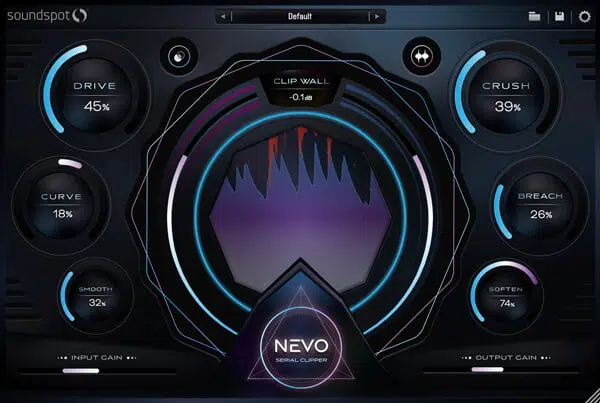 soundspot
Default
DRIVE
45%
CLIP WALL
-0.1dB
CRUSH
39%
CURVE
18%
BREACH
26%
SMOOTH
32%
SOFTEN
74%
NEVO
SERIAL CLIPPER
INPUT GAIN
OUTPUT GAIN